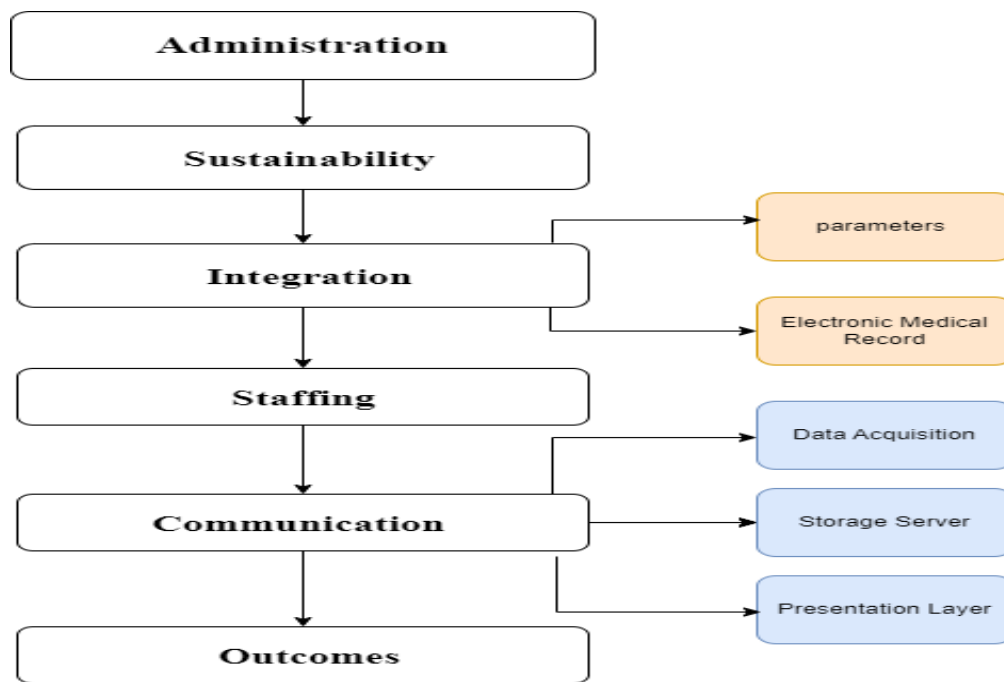 Administration
Sustainability
parameters
Integration
Electronic Medical
Record
Staffing
Data Acquisition
Communication
Storage Server
Presentation Layer
Outcomes